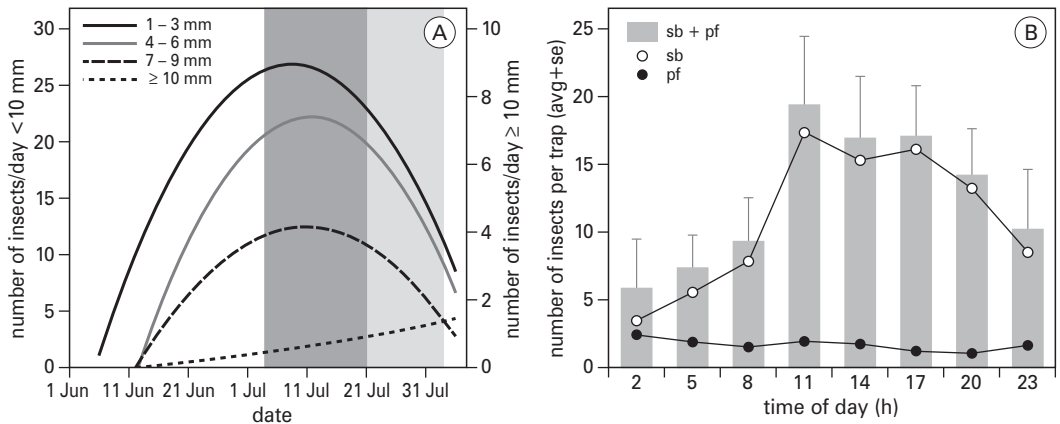 A
1 – 3 mm
4 – 6 mm
7 – 9 mm
≥ 10 mm
number of insects/day <10 mm
30
25
20
15
10
5
0
number of insects/day ≥ 10 mm
10
8
6
4
2
0
1 Jun 11 Jun 21 Jun 1 Jul 11 Jul 21 Jul 31 Jul
date
B
sb + pf
sb
pf
number of insects per trap (avg+se)
25
20
15
10
5
0
2 5 8 11 14 17 20 23
time of day (h)